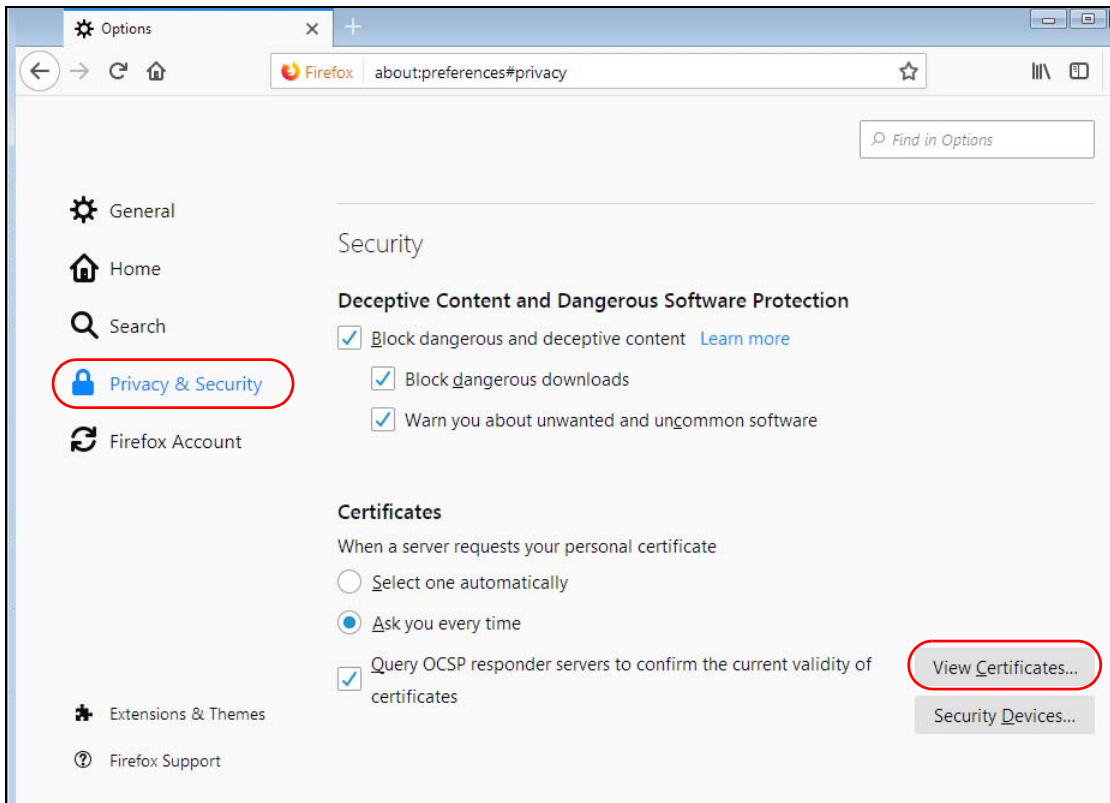 Options
Firefox about:preferences#privacy
Find in Options
General
Home
Search
Privacy & Security
Firefox Account
Extensions & Themes
Firefox Support
Security
Deceptive Content and Dangerous Software Protection
Block dangerous and deceptive content Learn more
Block dangerous downloads
Warn you about unwanted and uncommon software
Certificates
When a server requests your personal certificate
Select one automatically
Ask you every time
Query OCSP responder servers to confirm the current validity of
certificates
View Certificates...
Security Devices...